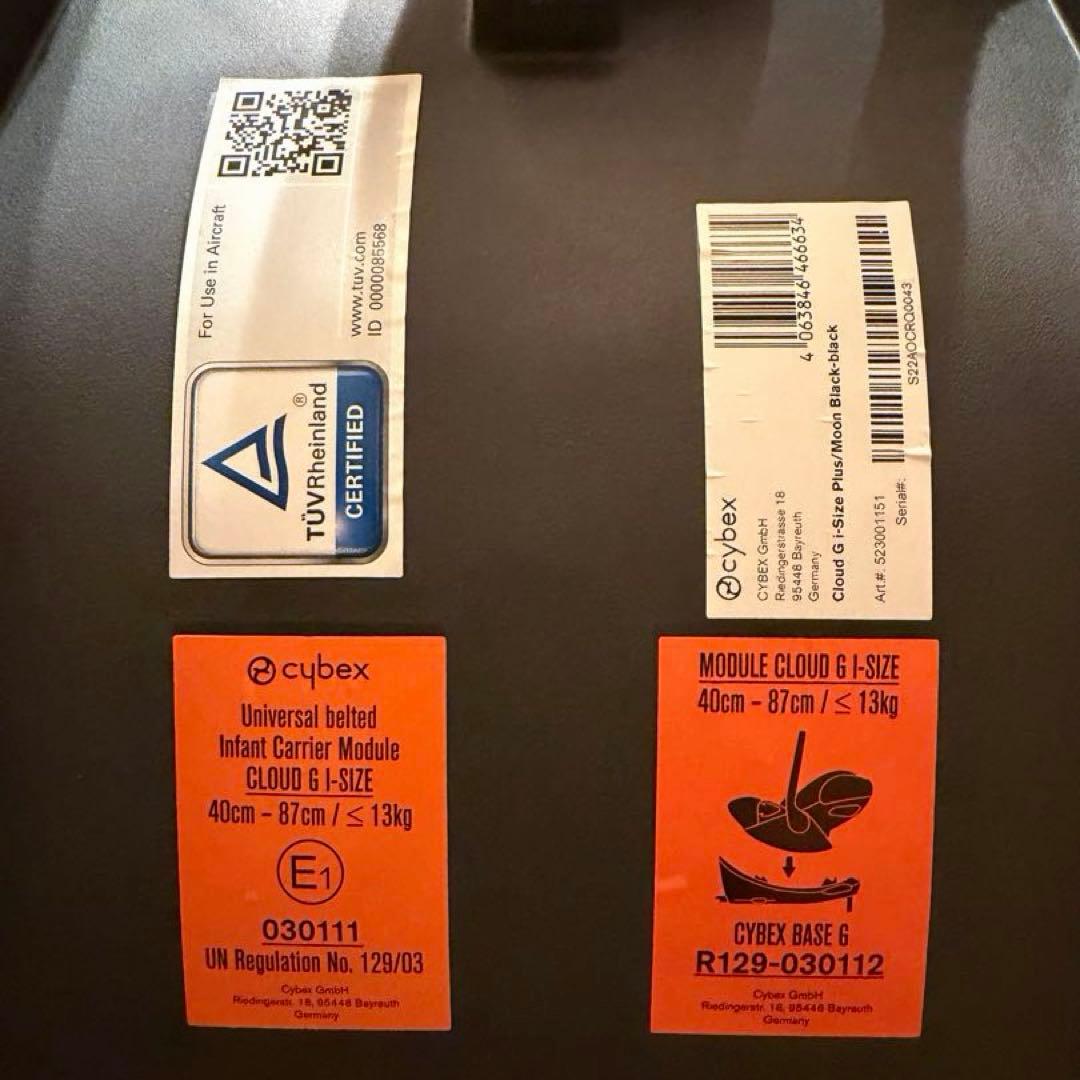 For Use in Aircraft
www.tuv.com
ID 0000085568
TÜVRheinland®
CERTIFIED
cybex
CYBEX GmbH
Riedingerstrasse 18
95448 Bayreuth
Germany
4 063846 466634
Cloud G i-Size Plus/Moon Black-black
Art.#: 523001151
Serial#:
S22AOCRQ0043
cybex
Universal belted
Infant Carrier Module
CLOUD G I-SIZE
40cm – 87cm / ≤ 13kg
E1
030111
UN Regulation No. 129/03
Cybex GmbH
Riedingerstr. 18, 95448 Bayreuth
Germany
MODULE CLOUD G I-SIZE
40cm – 87cm / ≤ 13kg
CYBEX BASE G
R129-030112
Cybex GmbH
Riedingerstr. 18, 95448 Bayreuth
Germany